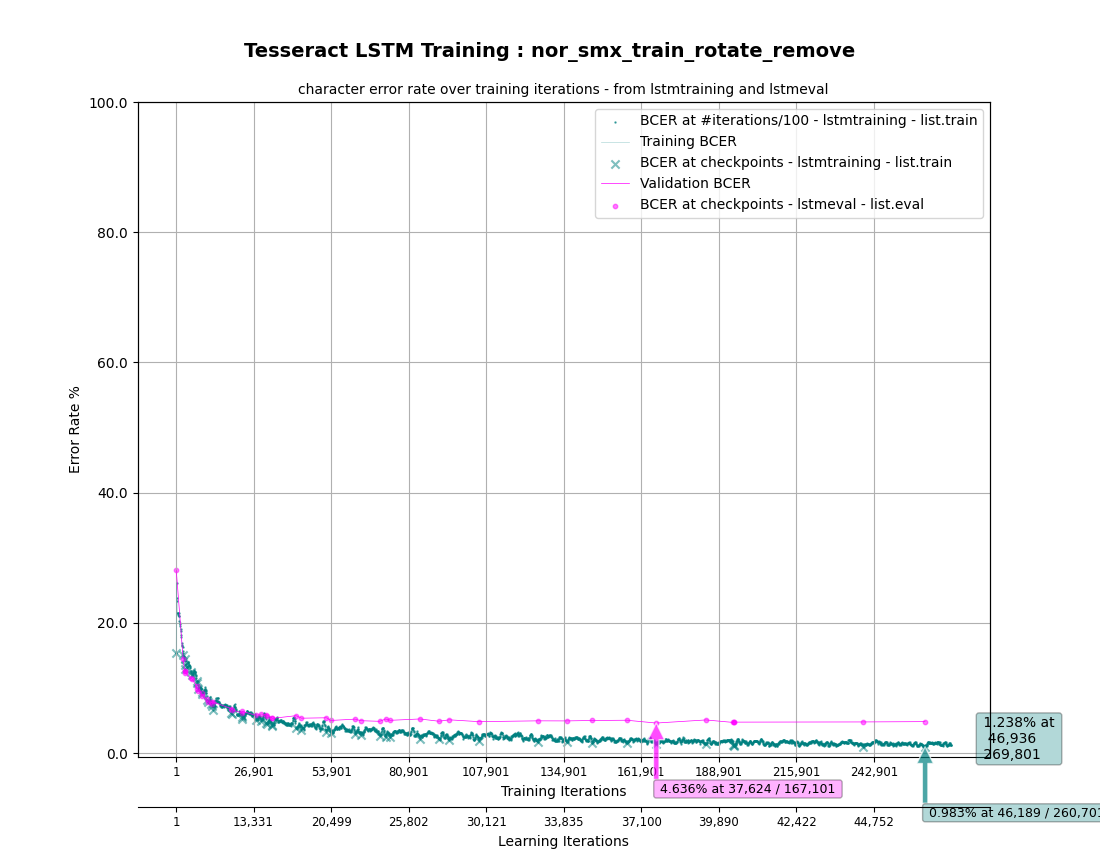 Tesseract LSTM Training : nor_smx_train_rotate_remove
character error rate over training iterations - from lstmtraining and lstmeval
100.0
BCER at #iterations/100 - lstmtraining - list.train
Training BCER
BCER at checkpoints - lstmtraining - list.train
Validation BCER
BCER at checkpoints - lstmeval - list.eval
80.0
60.0
Error Rate %
40.0
20.0
0.0
1.238% at
46,936
269,801
1 26,901 53,901 80,901 107,901 134,901 161,901 188,901 215,901 242,901
Training Iterations
4.636% at 37,624 / 167,101
0.983% at 46,189 / 260,701
1 13,331 20,499 25,802 30,121 33,835 37,100 39,890 42,422 44,752
Learning Iterations